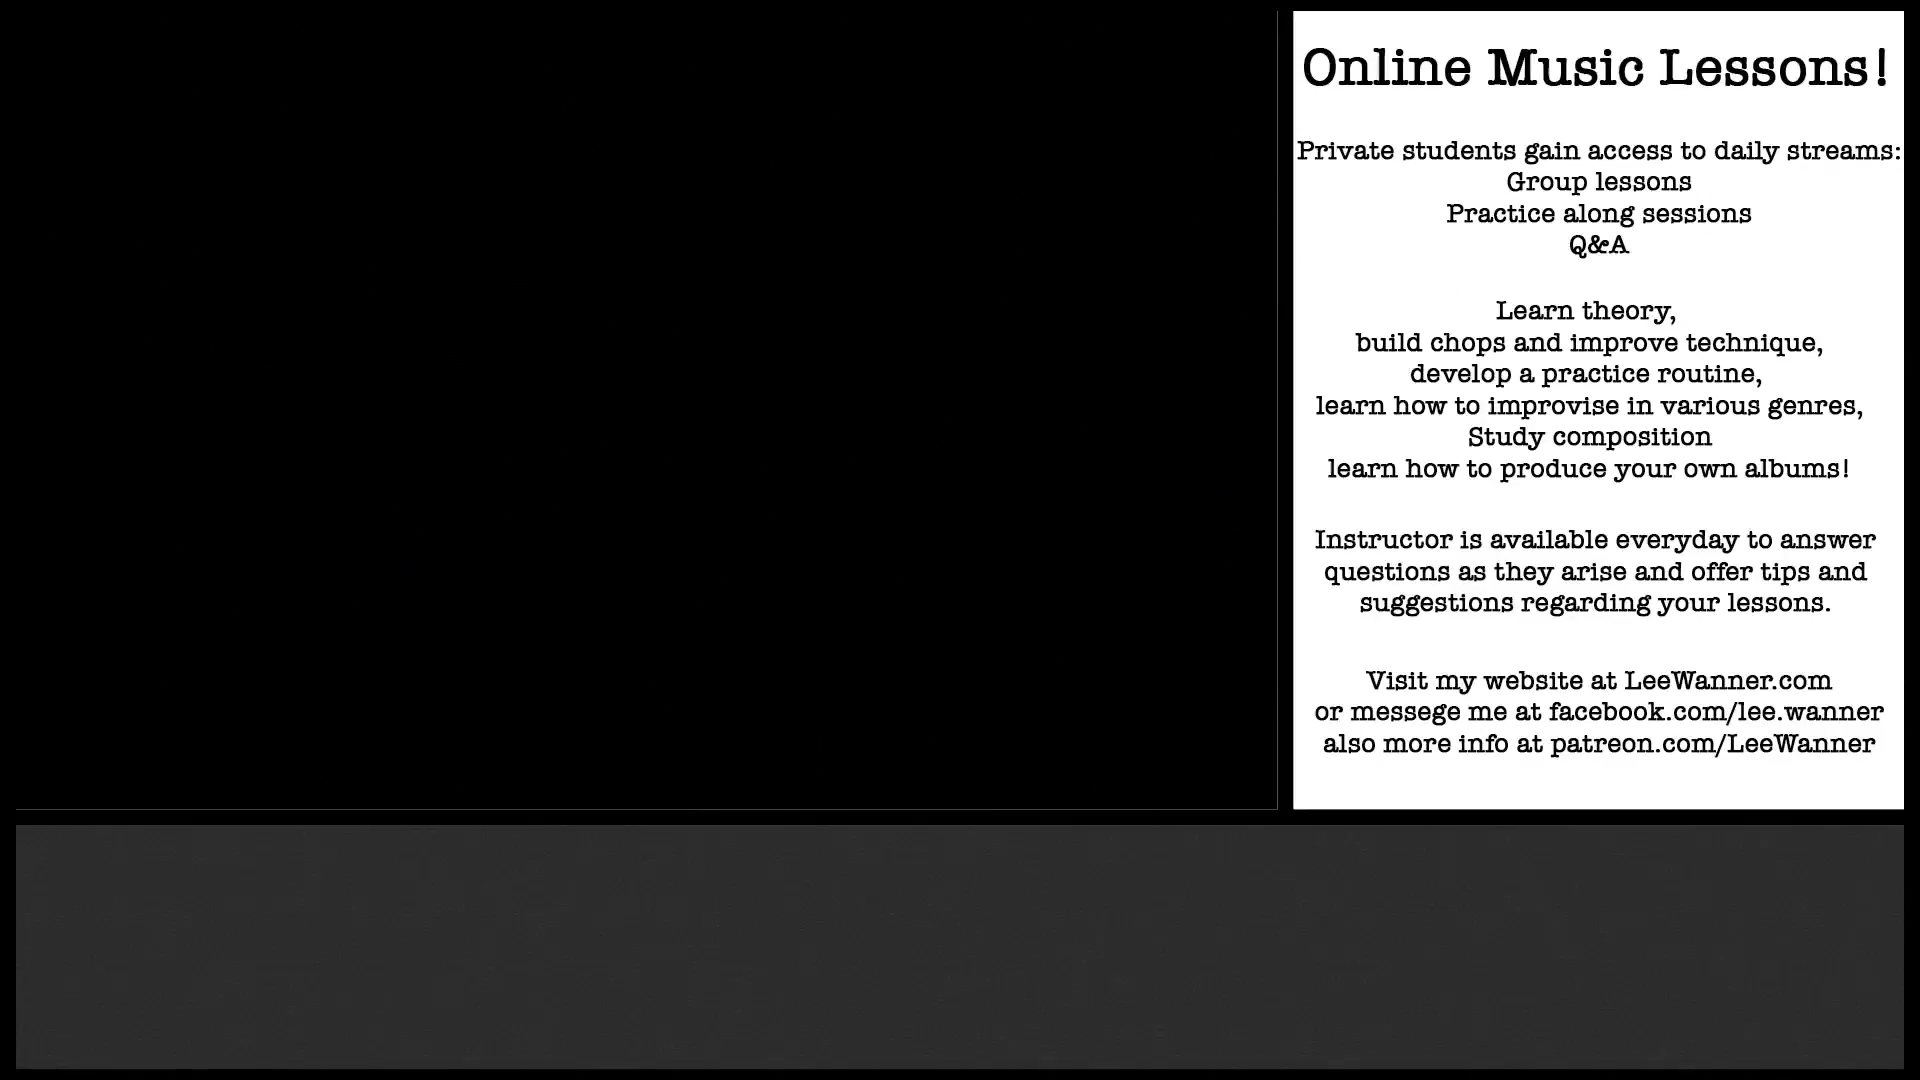 Online Music Lessons!
Private students gain access to daily streams:
Group lessons
Practice along sessions
Q&A
Learn theory,
build chops and improve technique,
develop a practice routine,
learn how to improvise in various genres,
Study composition
learn how to produce your own albums!
Instructor is available everyday to answer
questions as they arise and offer tips and
suggestions regarding your lessons.
Visit my website at LeeWanner.com
or messege me at facebook.com/lee.wanner
also more info at patreon.com/LeeWanner